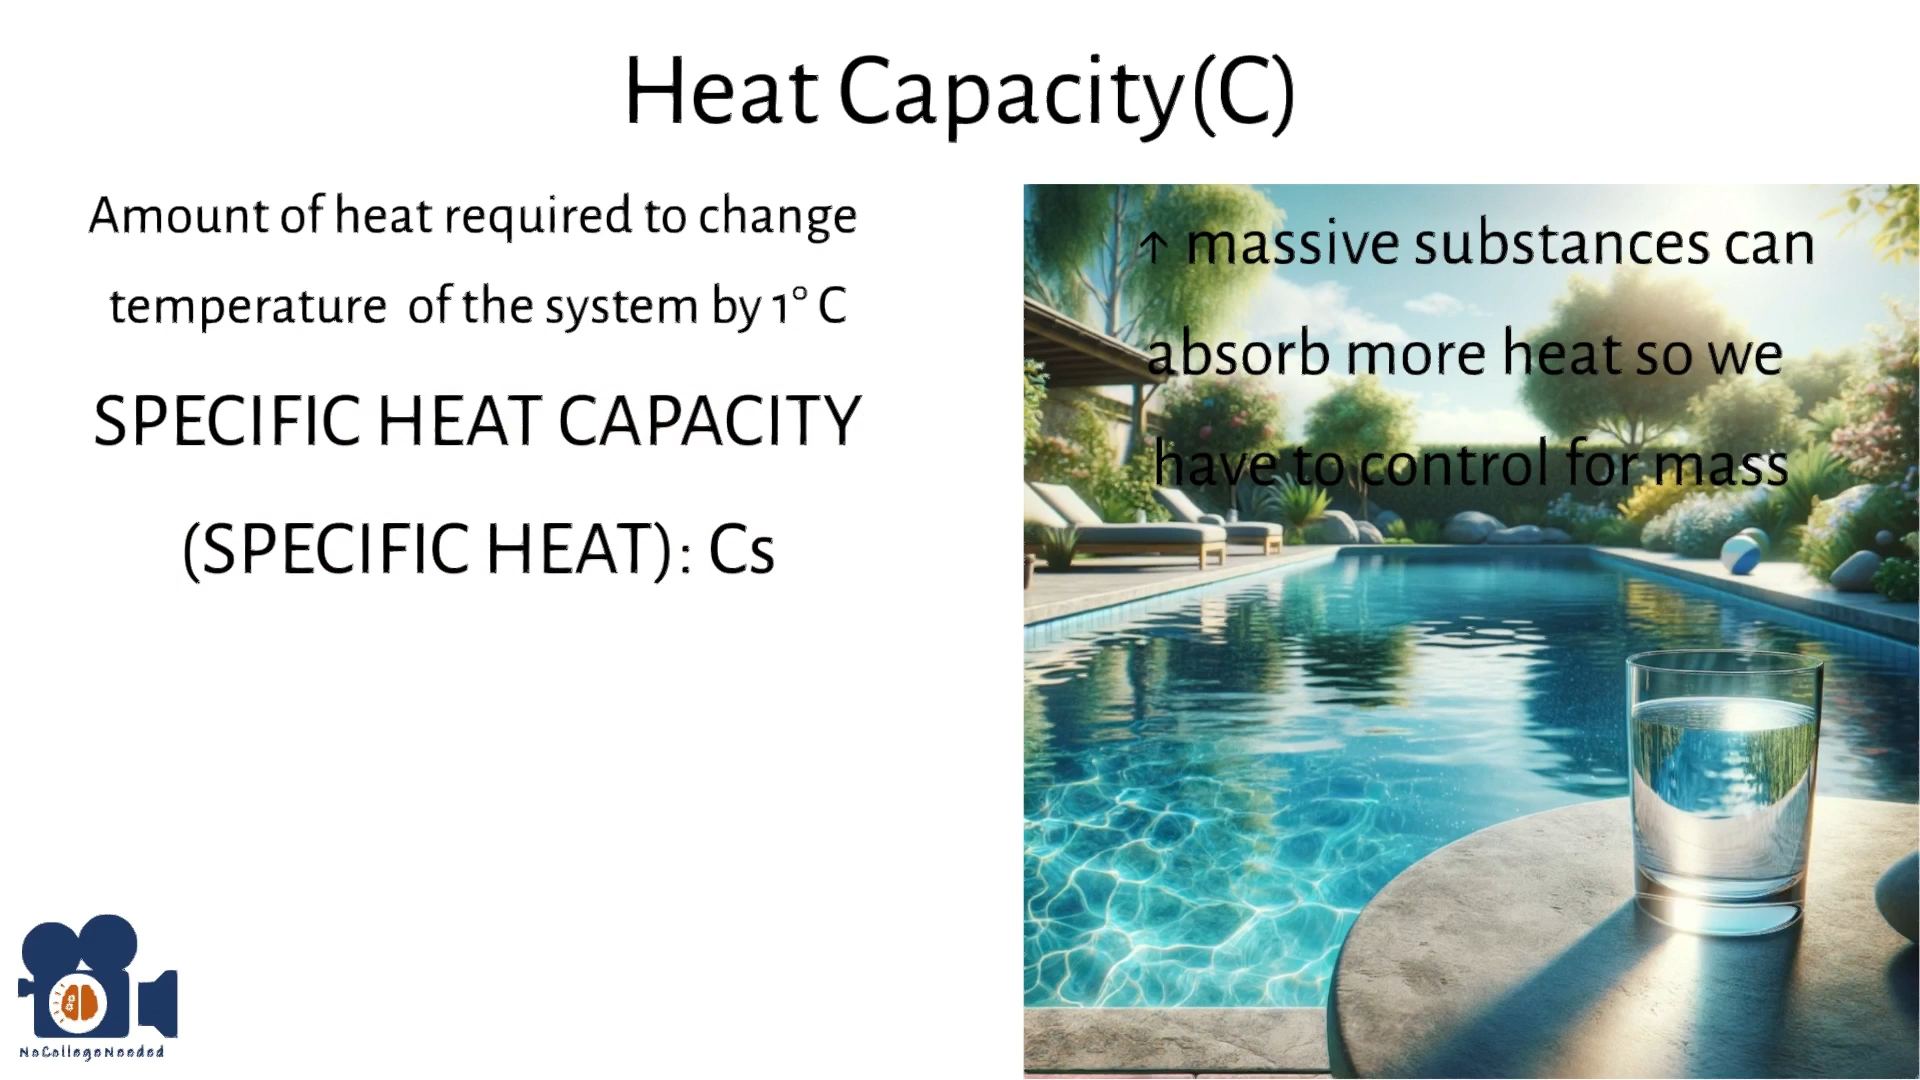 Heat Capacity(C)
Amount of heat required to change
temperature of the system by 1° C
SPECIFIC HEAT CAPACITY
(SPECIFIC HEAT): Cs
↑ massive substances can
absorb more heat so we
have to control for mass
NoCollegeNeeded